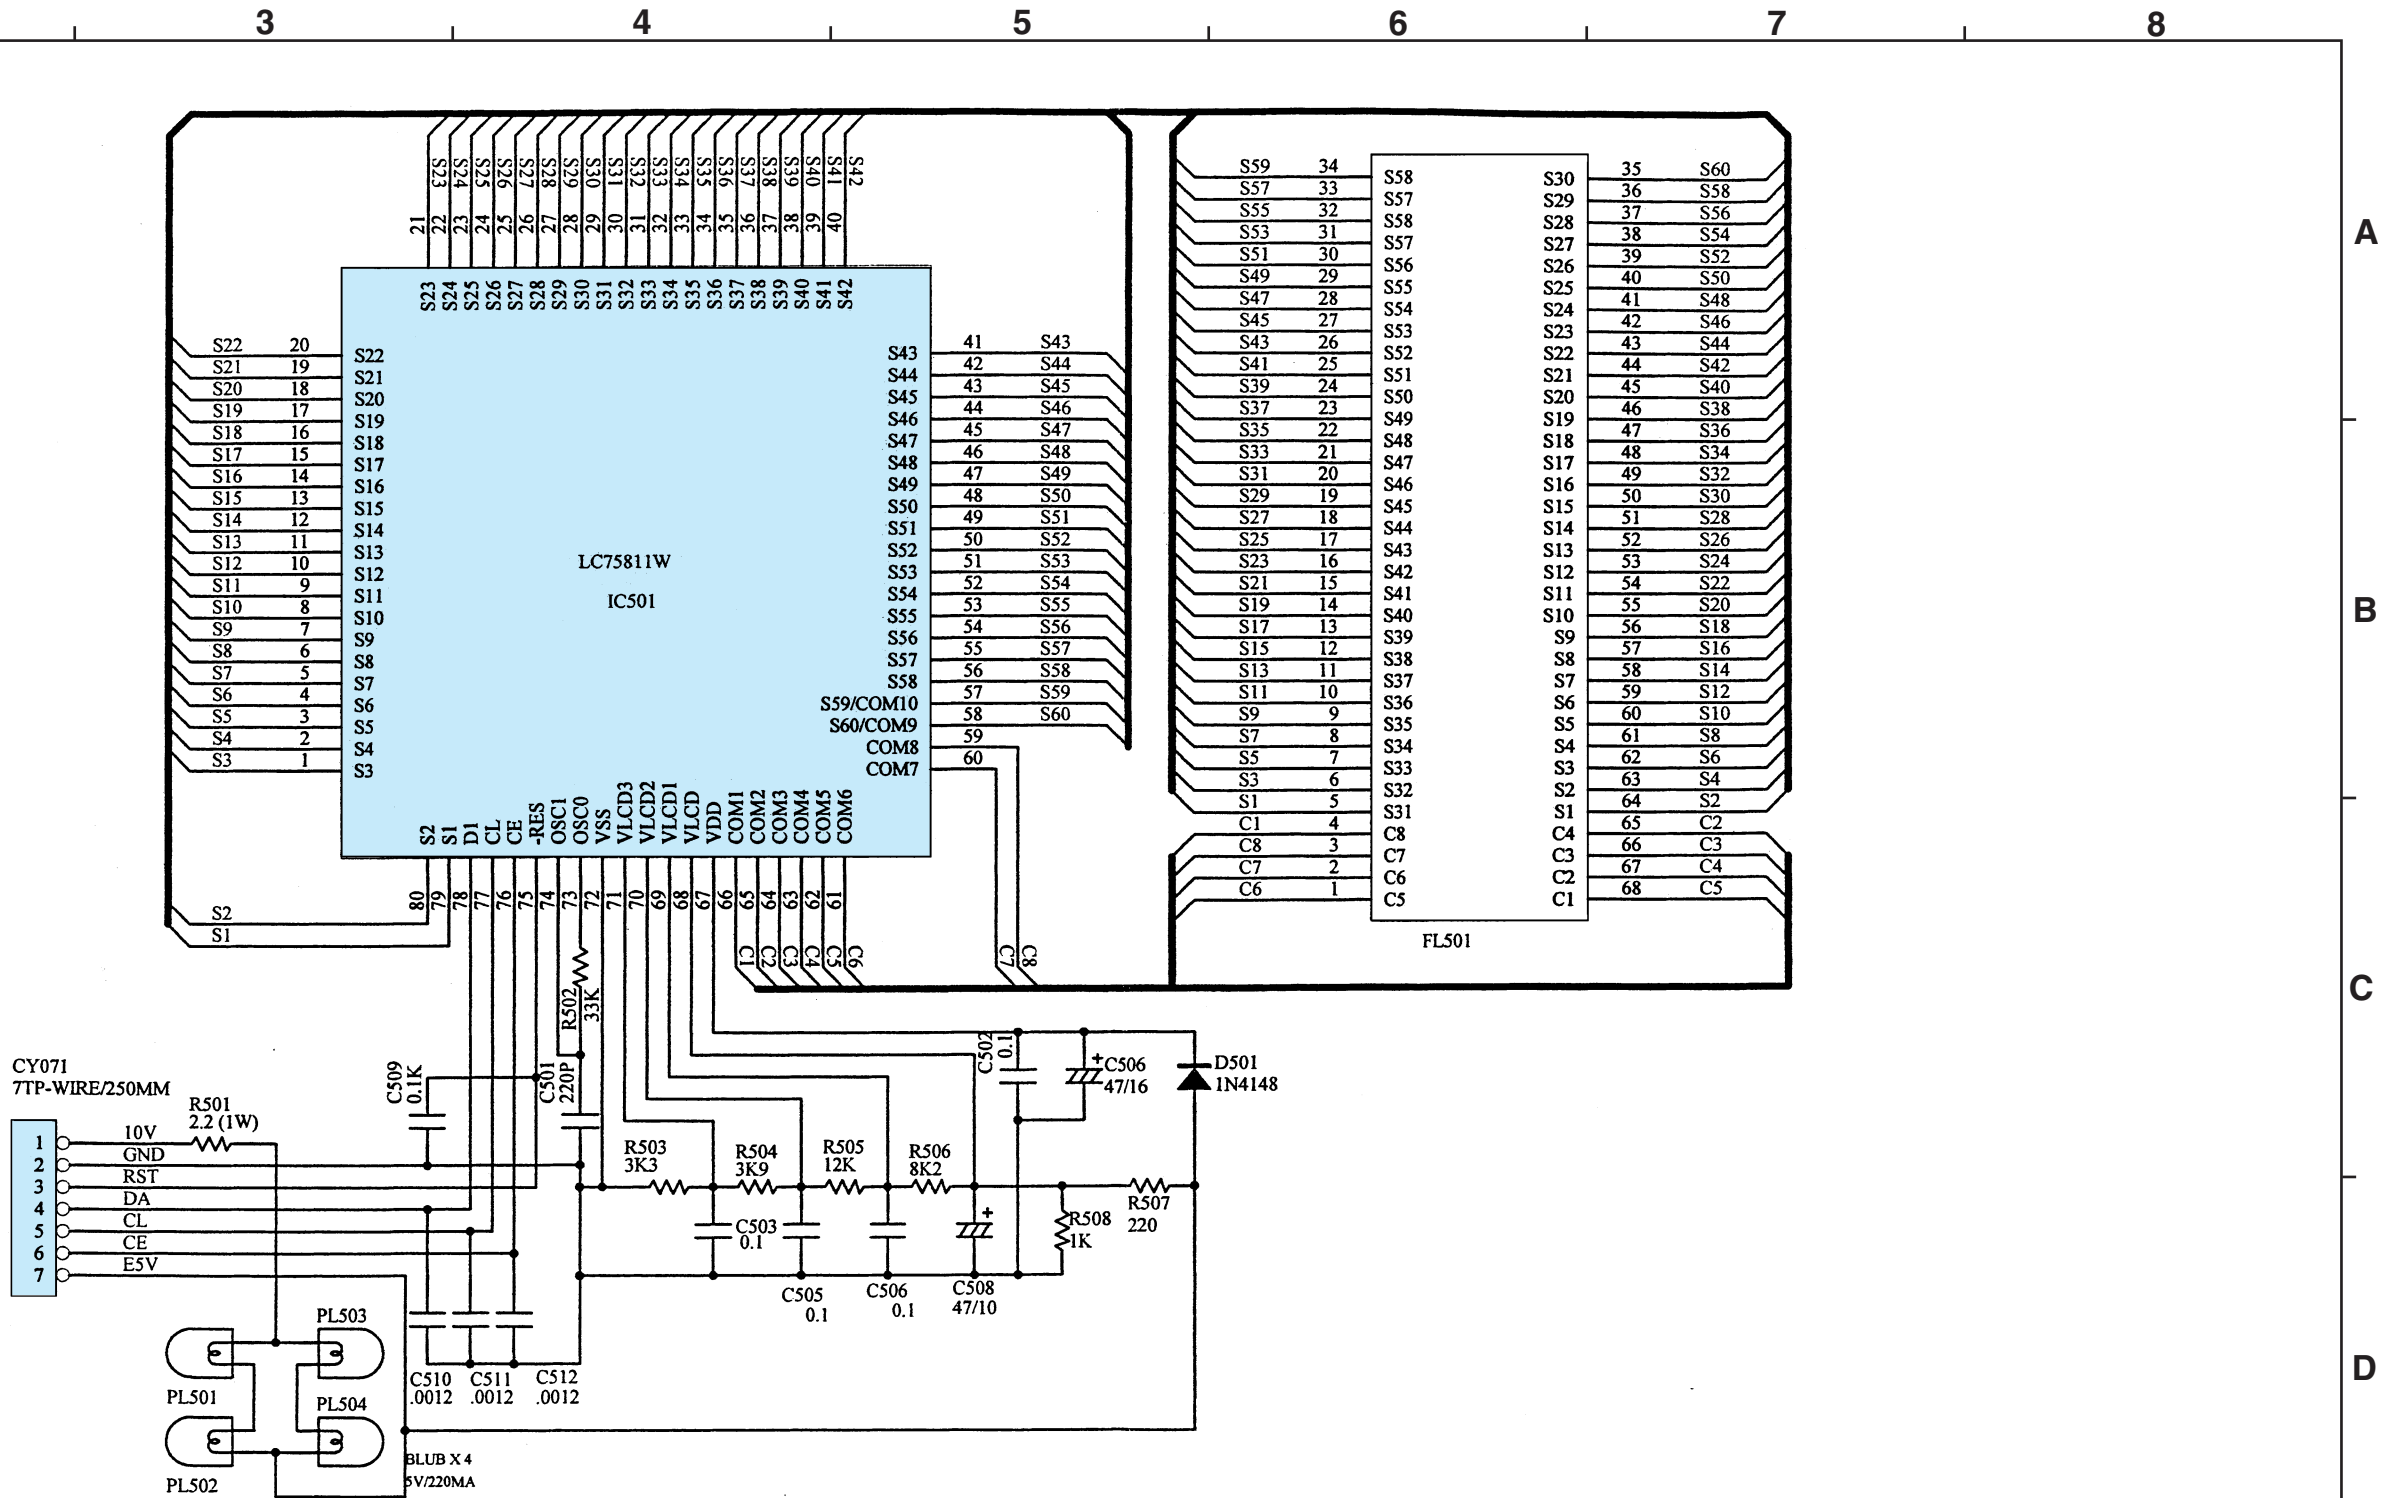 3 4 5 6 7 8
A
B
C
D
S23 S24 S25 S26 S27 S28 S29 S30 S31 S32 S33 S34 S35 S36 S37 S38 S39 S40 S41 S42
21 22 23 24 25 26 27 28 29 30 31 32 33 34 35 36 37 38 39 40
S23 S24 S25 S26 S27 S28 S29 S30 S31 S32 S33 S34 S35 S36 S37 S38 S39 S40 S41 S42
S22 20 S22
S21 19 S21
S20 18 S20
S19 17 S19
S18 16 S18
S17 15 S17
S16 14 S16
S15 13 S15
S14 12 S14
S13 11 S13
S12 10 S12
S11 9 S11
S10 8 S10
S9 7 S9
S8 6 S8
S7 5 S7
S6 4 S6
S5 3 S5
S4 2 S4
S3 1 S3
LC75811W
IC501
S43 41 S43
S44 42 S44
S45 43 S45
S46 44 S46
S47 45 S47
S48 46 S48
S49 47 S49
S50 48 S50
S51 49 S51
S52 50 S52
S53 51 S53
S54 52 S54
S55 53 S55
S56 54 S56
S57 55 S57
S58 56 S58
S59/COM10 57 S59
S60/COM9 58 S60
COM8 59
COM7 60
S2 S1 D1 CL CE -RES OSC1 OSC0 VSS VLCD3 VLCD2 VLCD1 VLCD VDD COM1 COM2 COM3 COM4 COM5 COM6
80 79 78 77 76 75 74 73 72 71 70 69 68 67 66 65 64 63 62 61
S2
S1
C1 C2 C3 C4 C5 C6 C7 C8
S59 34 S58 S30 35 S60
S57 33 S57 S29 36 S58
S55 32 S58 S28 37 S56
S53 31 S57 S27 38 S54
S51 30 S56 S26 39 S52
S49 29 S55 S25 40 S50
S47 28 S54 S24 41 S48
S45 27 S53 S23 42 S46
S43 26 S52 S22 43 S44
S41 25 S51 S21 44 S42
S39 24 S50 S20 45 S40
S37 23 S49 S19 46 S38
S35 22 S48 S18 47 S36
S33 21 S47 S17 48 S34
S31 20 S46 S16 49 S32
S29 19 S45 S15 50 S30
S27 18 S44 S14 51 S28
S25 17 S43 S13 52 S26
S23 16 S42 S12 53 S24
S21 15 S41 S11 54 S22
S19 14 S40 S10 55 S20
S17 13 S39 S9 56 S18
S15 12 S38 S8 57 S16
S13 11 S37 S7 58 S14
S11 10 S36 S6 59 S12
S9 9 S35 S5 60 S10
S7 8 S34 S4 61 S8
S5 7 S33 S3 62 S6
S3 6 S32 S2 63 S4
S1 5 S31 S1 64 S2
C1 4 C8 C4 65 C2
C8 3 C7 C3 66 C3
C7 2 C6 C2 67 C4
C6 1 C5 C1 68 C5
FL501
R502
33K
C509
0.1K
C501
220P
C502
0.1
C506
47/16
+
D501
1N4148
CY071
7TP-WIRE/250MM
R501
2.2 (1W)
1 10V
2 GND
3 RST
4 DA
5 CL
6 CE
7 E5V
R503
3K3
R504
3K9
R505
12K
R506
8K2
R507
220
R508
1K
C503
0.1
+
C505
0.1
C506
0.1
C508
47/10
PL503
PL501
PL504
PL502
C510
.0012
C511
.0012
C512
.0012
BLUB X 4
5V/220MA